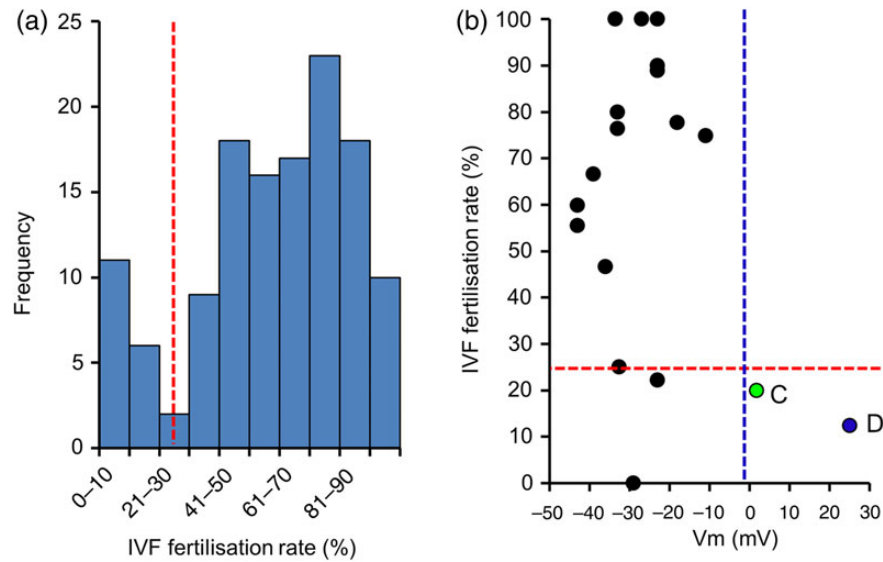 (a)
25
20
15
10
5
0
Frequency
0–10
21–30
41–50
61–70
81–90
IVF fertilisation rate (%)
(b)
100
90
80
70
60
50
40
30
20
10
0
IVF fertilisation rate (%)
C
D
–50 –40 –30 –20 –10 0 10 20 30
Vm (mV)